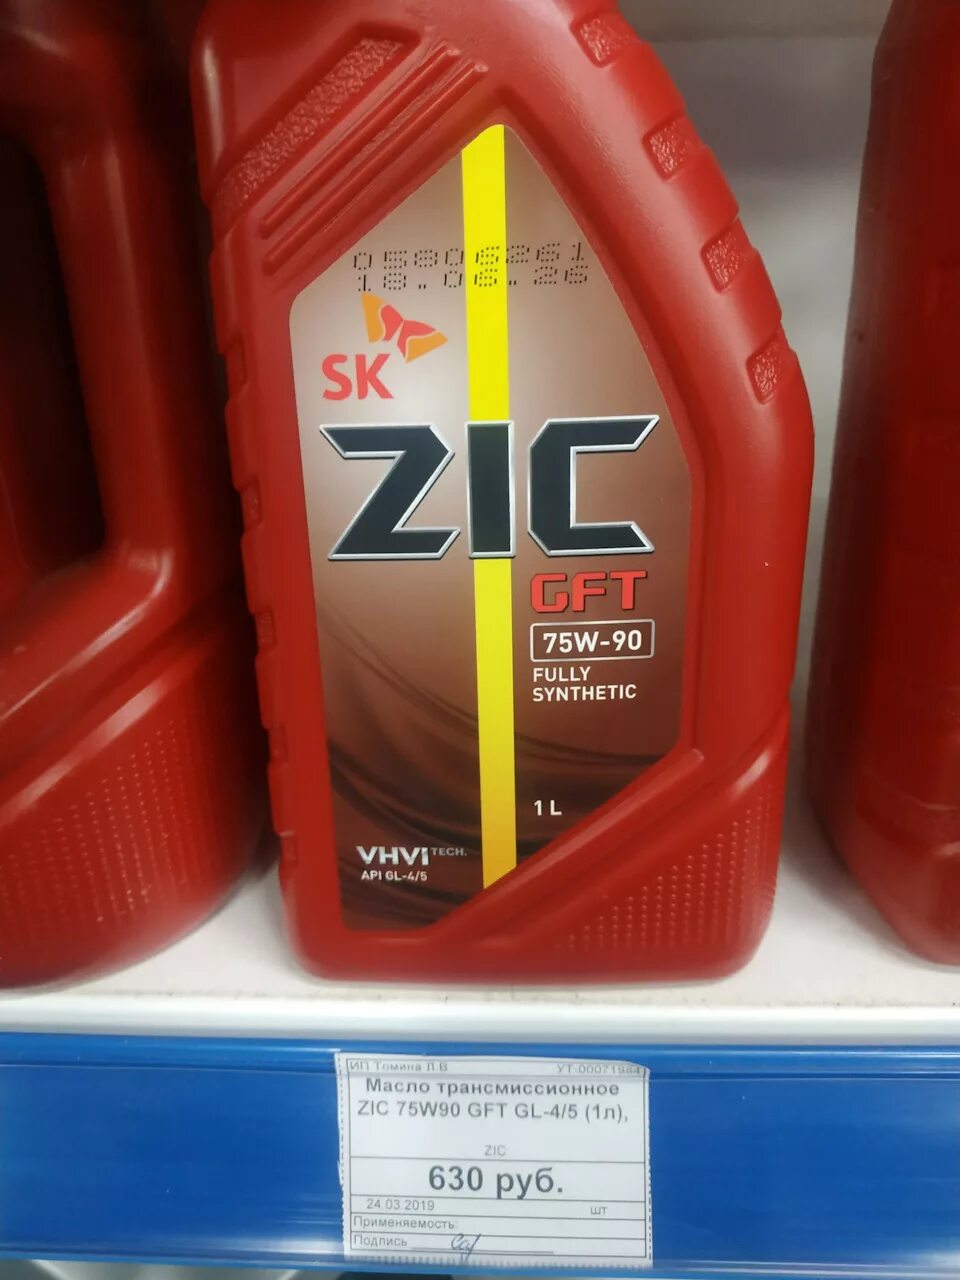 05806261
18.06.26
SK
ZIC
GFT
75W-90
FULLY
SYNTHETIC
1 L
VHVI TECH.
API GL-4/5
ИП Томина Л В УТ-00071984
Масло трансмиссионное
ZIC 75W90 GFT GL-4/5 (1л),
ZIC
630 руб.
24.03.2019 шт
Применяемость:
Подпись